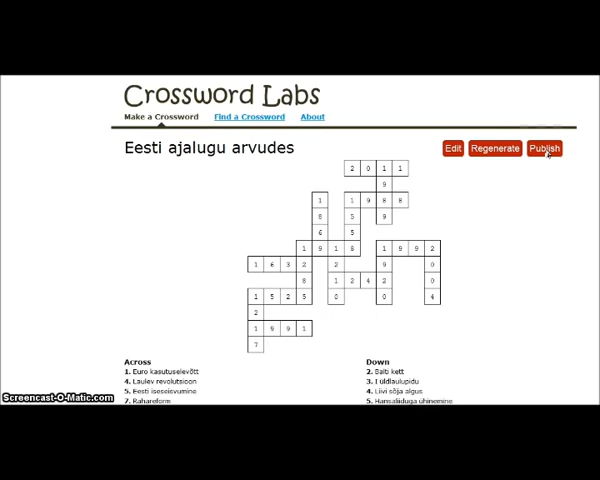 Crossword Labs
Make a Crossword Find a Crossword About
Eesti ajalugu arvudes Edit Regenerate Publish
2 0 1 1
9
1 1 9 8 8
8 5 9
6 5
1 9 1 8 1 9 9 2
1 6 3 2 2 9 0
8 1 2 4 2 0
1 5 2 5 0 0 4
2
1 9 9 1
7
Across Down
1. Euro kasutuselevõtt 2. Balti kett
4. Laulev revolutsioon 3. I üldlaulupidu
5. Eesti iseseisvumine 4. Liivi sõja algus
7. Rahareform 5. Hansaliiduga ühinemine
Screencast-O-Matic.com